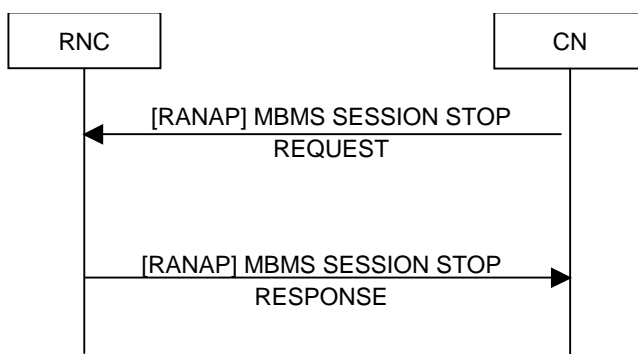 RNC
CN
[RANAP] MBMS SESSION STOP
REQUEST
[RANAP] MBMS SESSION STOP
RESPONSE